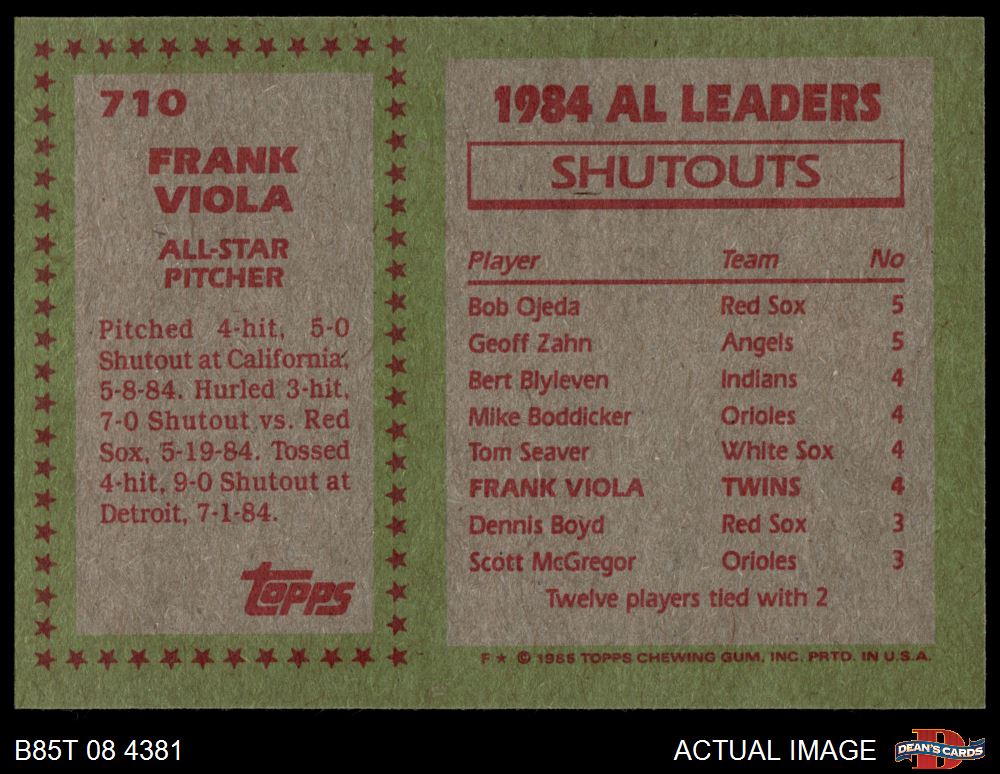 710
FRANK
VIOLA
ALL-STAR
PITCHER
Pitched 4-hit, 5-0
Shutout at California,
5-8-84. Hurled 3-hit,
7-0 Shutout vs. Red
Sox, 5-19-84. Tossed
4-hit, 9-0 Shutout at
Detroit, 7-1-84.
Topps
1984 AL LEADERS
SHUTOUTS
Player Team No
Bob Ojeda Red Sox 5
Geoff Zahn Angels 5
Bert Blyleven Indians 4
Mike Boddicker Orioles 4
Tom Seaver White Sox 4
FRANK VIOLA TWINS 4
Dennis Boyd Red Sox 3
Scott McGregor Orioles 3
Twelve players tied with 2
F ★ © 1985 TOPPS CHEWING GUM, INC. PRTD. IN U.S.A.
B85T 08 4381
ACTUAL IMAGE
D
DEAN'S CARDS